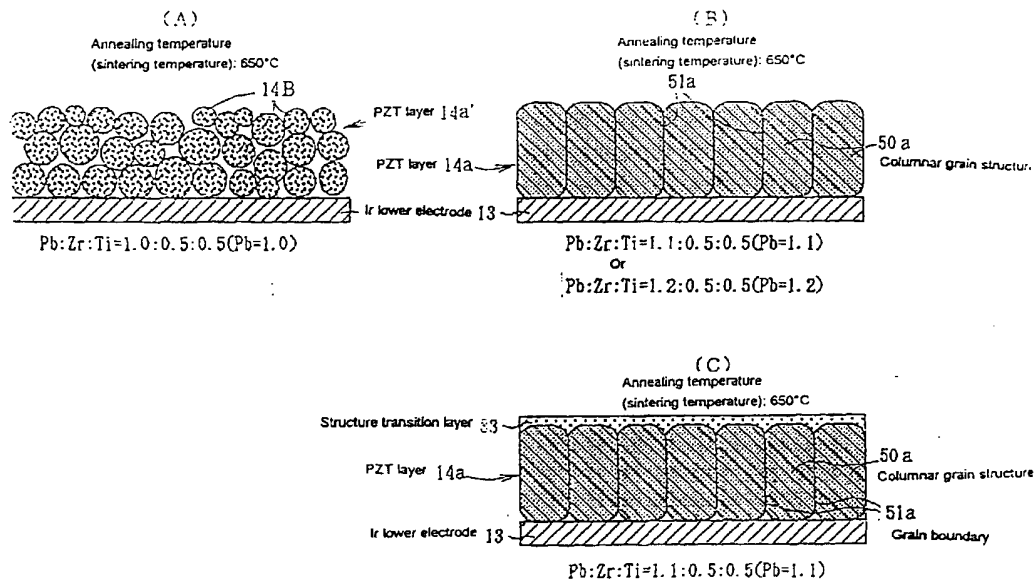 (A)
Annealing temperature
(sintering temperature): 650°C
14B
PZT layer 14a'
Ir lower electrode 13
Pb:Zr:Ti=1.0:0.5:0.5(Pb=1.0)
(B)
Annealing temperature
(sintering temperature): 650°C
51a
PZT layer 14a
50a
Columnar grain structur
Pb:Zr:Ti=1.1:0.5:0.5(Pb=1.1)
Or
Pb:Zr:Ti=1.2:0.5:0.5(Pb=1.2)
(C)
Annealing temperature
(sintering temperature): 650°C
Structure transition layer
PZT layer 14a
50a
Columnar grain structure
51a
Ir lower electrode 13
Grain boundary
Pb:Zr:Ti=1.1:0.5:0.5(Pb=1.1)